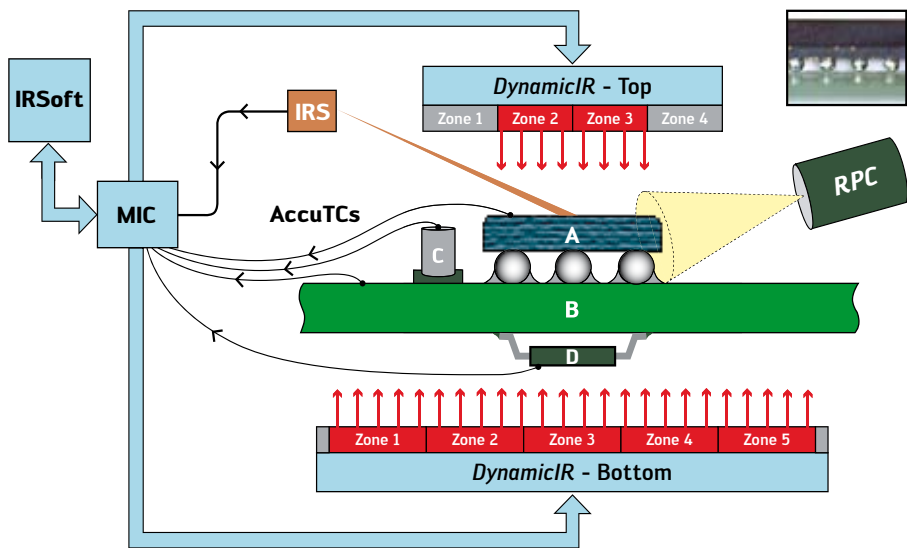 DynamicIR - Top
IRSoft
IRS
Zone 1 Zone 2 Zone 3 Zone 4
RPC
MIC
AccuTCs
A
C
B
D
Zone 1 Zone 2 Zone 3 Zone 4 Zone 5
DynamicIR - Bottom